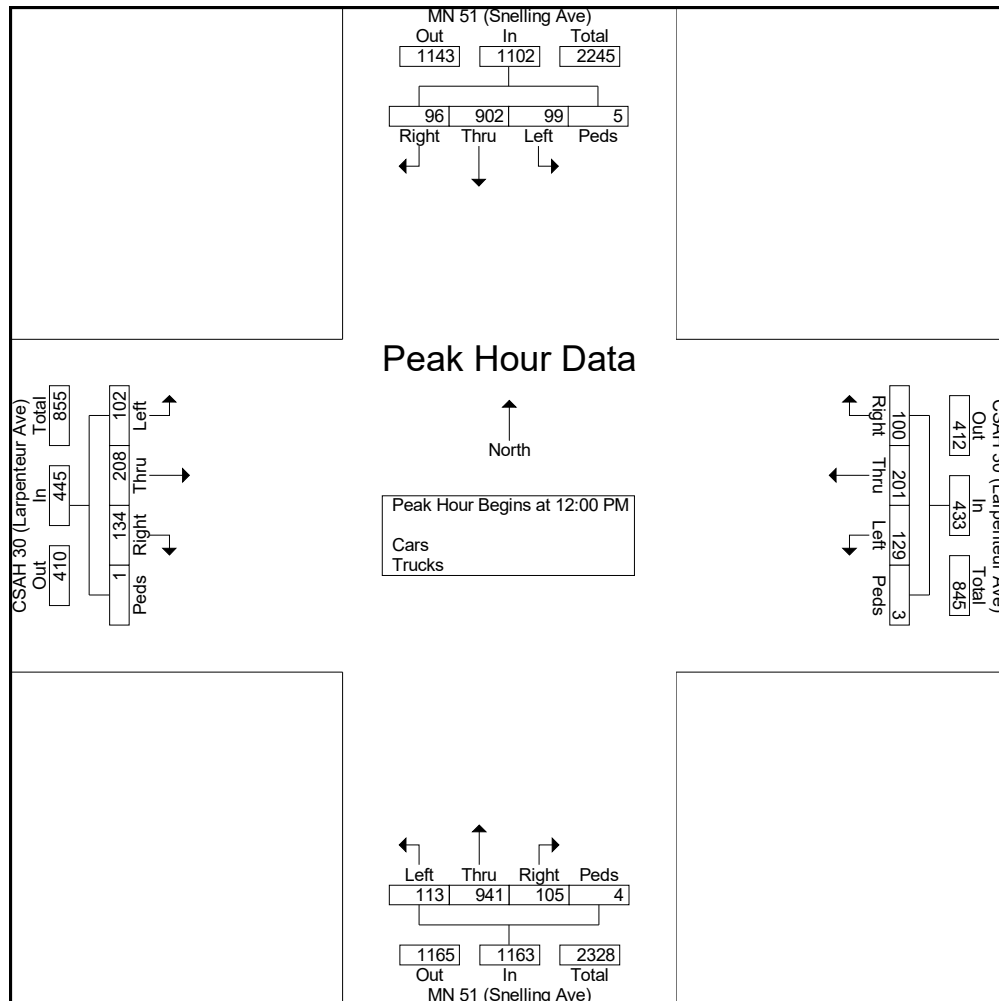 MN 51 (Snelling Ave)
Out In Total
1143 1102 2245
96 902 99 5
Right Thru Left Peds
Peak Hour Data
North
Peak Hour Begins at 12:00 PM
Cars
Trucks
CSAH 30 (Larpenteur Ave)
Total In Out
855 445 410
102 208 134 1
Left Thru Right Peds
CSAH 30 (Larpenteur Ave)
Out In Total
412 433 845
100 201 129 3
Right Thru Left Peds
Left Thru Right Peds
113 941 105 4
1165 1163 2328
Out In Total
MN 51 (Snelling Ave)